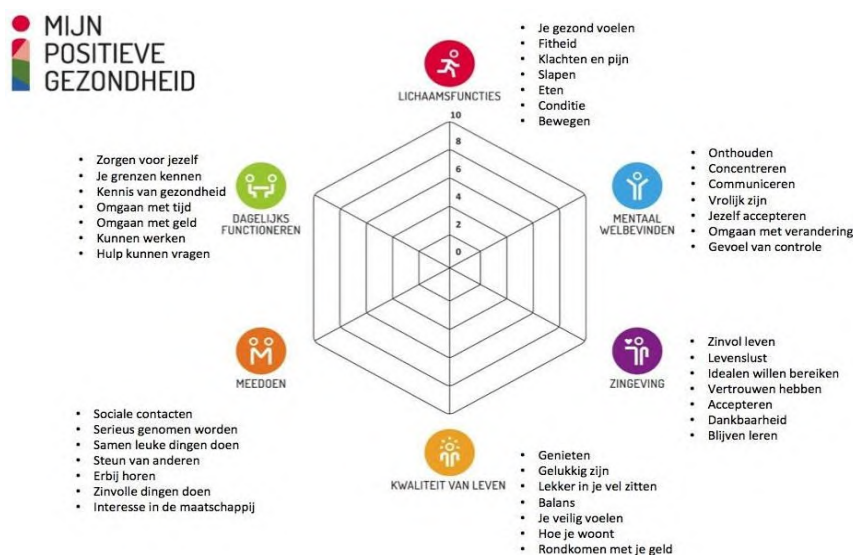 MIJN
POSITIEVE
GEZONDHEID
LICHAAMSFUNCTIES
• Je gezond voelen
• Fitheid
• Klachten en pijn
• Slapen
• Eten
• Conditie
• Bewegen
10
8
6
4
2
0
MENTAAL
WELBEVINDEN
• Onthouden
• Concentreren
• Communiceren
• Vrolijk zijn
• Jezelf accepteren
• Omgaan met verandering
• Gevoel van controle
ZINGEVING
• Zinvol leven
• Levenslust
• Idealen willen bereiken
• Vertrouwen hebben
• Accepteren
• Dankbaarheid
• Blijven leren
KWALITEIT VAN LEVEN
• Genieten
• Gelukkig zijn
• Lekker in je vel zitten
• Balans
• Je veilig voelen
• Hoe je woont
• Rondkomen met je geld
MEEDOEN
• Sociale contacten
• Serieus genomen worden
• Samen leuke dingen doen
• Steun van anderen
• Erbij horen
• Zinvolle dingen doen
• Interesse in de maatschappij
DAGELIJKS
FUNCTIONEREN
• Zorgen voor jezelf
• Je grenzen kennen
• Kennis van gezondheid
• Omgaan met tijd
• Omgaan met geld
• Kunnen werken
• Hulp kunnen vragen